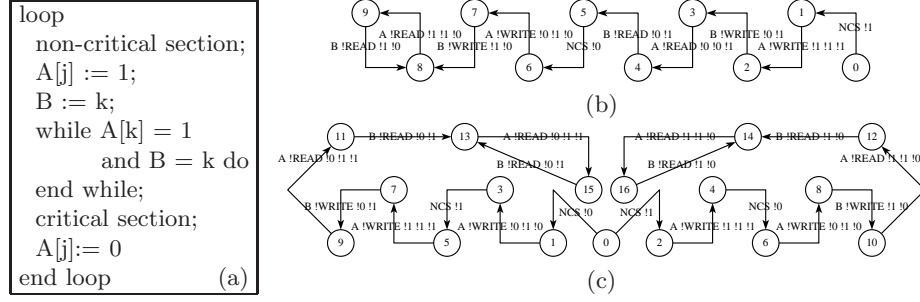 loop
non-critical section;
A[j] := 1;
B := k;
while A[k] = 1
and B = k do
end while;
critical section;
A[j]:= 0
end loop (a)
9 7 5 3 1
A !READ !1 !1 !0 A !WRITE !0 !1 !0 B !READ !0 !1 B !WRITE !0 !1 NCS !1
B !READ !1 !0 B !WRITE !1 !0 NCS !0 A !READ !0 !1 !0 A !WRITE !1 !1 !1
8 6 4 2 0
(b)
11 B !READ !0 !1 13 A !READ !0 !1 !1 A !READ !1 !1 !0 14 B !READ !1 !0 12
A !READ !0 !1 !1 B !READ !0 !1 B !READ !1 !0 A !READ !1 !1 !0
7 3 15 16 4 8
B !WRITE !0 !1 NCS !1 NCS !0 NCS !1 NCS !0 B !WRITE !1 !0
A !WRITE !1 !1 !1 A !WRITE !0 !1 !0 A !WRITE !1 !1 !1 A !WRITE !0 !1 !0
9 5 1 0 2 6 10
(c)